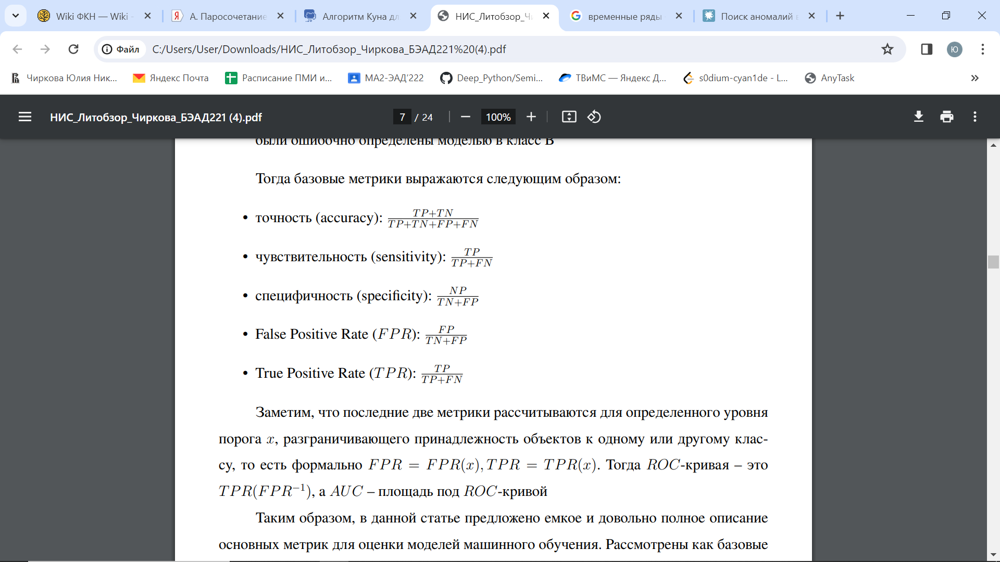 Wiki ФКН — Wiki -
А. Паросочетание
Алгоритм Куна дл
НИС_Литобзор_Чи
временные ряды
Поиск аномалий в
Файл
C:/Users/User/Downloads/НИС_Литобзор_Чиркова_БЭАД221%20(4).pdf
Ю
Чиркова Юлия Ник...
Яндекс Почта
Расписание ПМИ и...
МА2-ЭАД'222
Deep_Python/Semi...
ТВиМС — Яндекс Д...
s0dium-cyan1de - L...
AnyTask
»
НИС_Литобзор_Чиркова_БЭАД221 (4).pdf
7 / 24
100%
были ошибочно определены моделью в класс B
Тогда базовые метрики выражаются следующим образом:
• точность (accuracy): \frac{TP+TN}{TP+TN+FP+FN}
• чувствительность (sensitivity): \frac{TP}{TP+FN}
• специфичность (specificity): \frac{NP}{TN+FP}
• False Positive Rate (FPR): \frac{FP}{TN+FP}
• True Positive Rate (TPR): \frac{TP}{TP+FN}
Заметим, что последние две метрики рассчитываются для определенного уровня
порога x, разграничивающего принадлежность объектов к одному или другому клас-
су, то есть формально FPR = FPR(x), TPR = TPR(x). Тогда ROC-кривая – это
TPR(FPR^{-1}), а AUC – площадь под ROC-кривой
Таким образом, в данной статье предложено емкое и довольно полное описание
основных метрик для оценки моделей машинного обучения. Рассмотрены как базовые